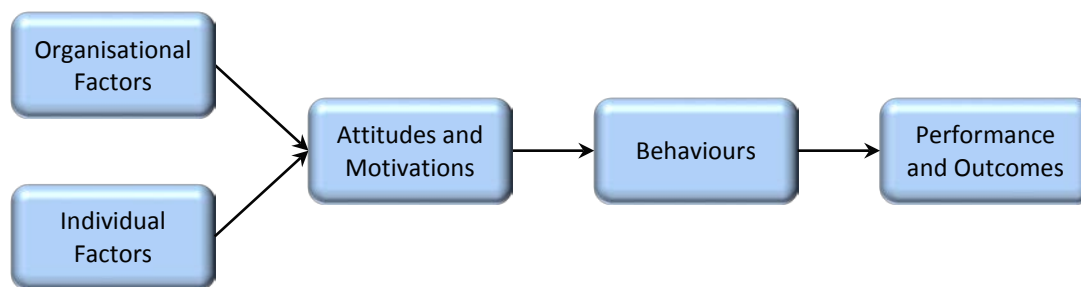 Organisational
Factors
Individual
Factors
Attitudes and
Motivations
Behaviours
Performance
and Outcomes